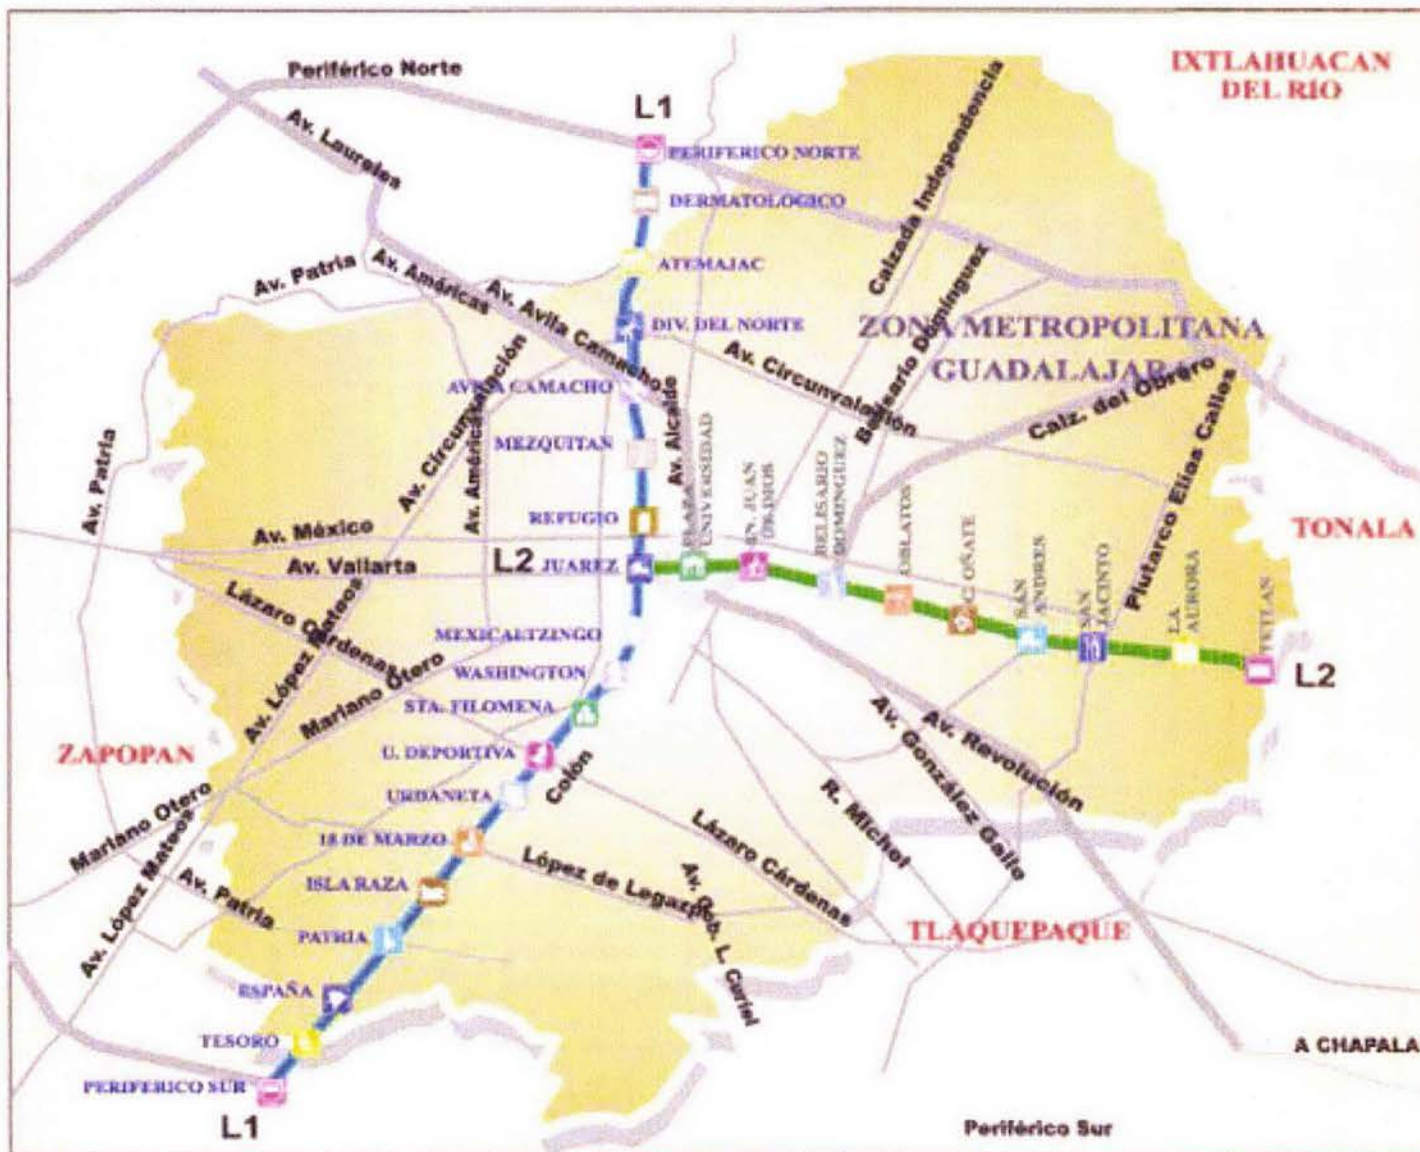 IXTLAHUACAN
DEL RÍO
Periférico Norte
L1
Av. Laureles
PERIFERICO NORTE
Calzada Independencia
DERMATOLOGICO
Av. Patria
Av. Américas
ATEMAJAC
Av. Avila Camacho
DIV. DEL NORTE
Belisario Domínguez
ZONA METROPOLITANA
GUADALAJARA
Av. Circunvalación
Av. Circunvalación
AVILA CAMACHO
Av. Alcalde
Calz. del Obrero
Plutarco Elías Calles
Av. Américas
MEZQUITAN
Av. Patria
PLAZA
UNIVERSIDAD
SN. JUAN
DE DIOS
BELISARIO
DOMINGUEZ
OBLATOS
C. OÑATE
SAN
ANDRES
SAN
JACINTO
LA
AURORA
TETLAN
REFUGIO
Av. México
TONALA
L2
JUAREZ
Av. Vallarta
Lázaro Cárdenas
Av. López Mateos
MEXICALTZINGO
Mariano Otero
WASHINGTON
L2
STA. FILOMENA
ZAPOPAN
U. DEPORTIVA
Colón
Av. Revolución
Av. González Gallo
URBANETA
R. Michel
Mariano Otero
Av. López Mateos
18 DE MARZO
Lázaro Cárdenas
López de Legazpi
ISLA RAZA
Av. Patria
Av. Gob. L. Curiel
PATRIA
TLAQUEPAQUE
ESPAÑA
TESORO
A CHAPALA
PERIFERICO SUR
L1
Periférico Sur